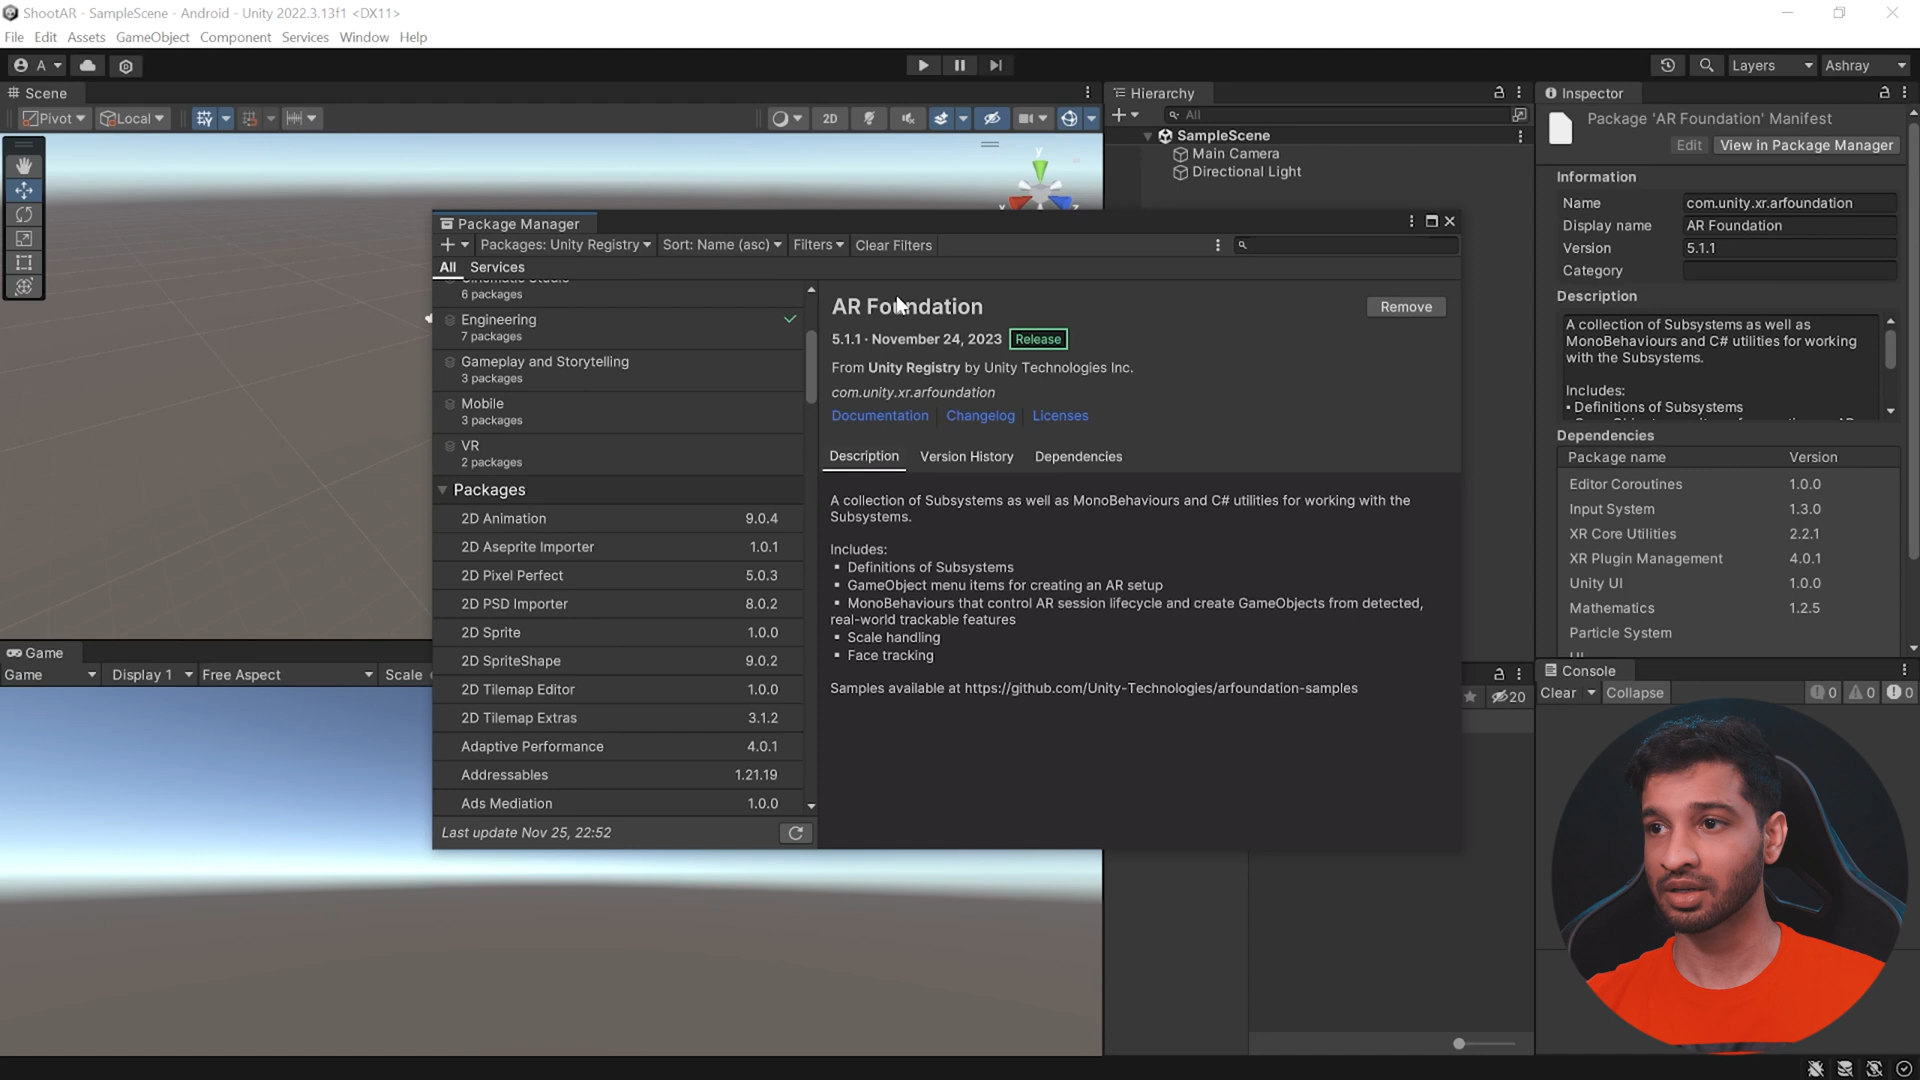 ShootAR - SampleScene - Android - Unity 2022.3.13f1 <DX11>
File Edit Assets GameObject Component Services Window Help
A Layers Ashray
Scene
Pivot Local 2D
Hierarchy
All
SampleScene
Main Camera
Directional Light
Inspector
Package 'AR Foundation' Manifest
Edit View in Package Manager
Information
Name com.unity.xr.arfoundation
Display name AR Foundation
Version 5.1.1
Category
Description
A collection of Subsystems as well as
MonoBehaviours and C# utilities for working
with the Subsystems.
Includes:
▪ Definitions of Subsystems
Dependencies
Package name Version
Editor Coroutines 1.0.0
Input System 1.3.0
XR Core Utilities 2.2.1
XR Plugin Management 4.0.1
Unity UI 1.0.0
Mathematics 1.2.5
Particle System
Package Manager
Packages: Unity Registry Sort: Name (asc) Filters Clear Filters
All Services
6 packages
Engineering
7 packages
Gameplay and Storytelling
3 packages
Mobile
3 packages
VR
2 packages
Packages
2D Animation 9.0.4
2D Aseprite Importer 1.0.1
2D Pixel Perfect 5.0.3
2D PSD Importer 8.0.2
2D Sprite 1.0.0
2D SpriteShape 9.0.2
2D Tilemap Editor 1.0.0
2D Tilemap Extras 3.1.2
Adaptive Performance 4.0.1
Addressables 1.21.19
Ads Mediation 1.0.0
Last update Nov 25, 22:52
AR Foundation
Remove
5.1.1 · November 24, 2023 Release
From Unity Registry by Unity Technologies Inc.
com.unity.xr.arfoundation
Documentation Changelog Licenses
Description Version History Dependencies
A collection of Subsystems as well as MonoBehaviours and C# utilities for working with the
Subsystems.
Includes:
▪ Definitions of Subsystems
▪ GameObject menu items for creating an AR setup
▪ MonoBehaviours that control AR session lifecycle and create GameObjects from detected,
real-world trackable features
▪ Scale handling
▪ Face tracking
Samples available at https://github.com/Unity-Technologies/arfoundation-samples
Game
Game Display 1 Free Aspect Scale
20
Console
Clear Collapse 0 0 0